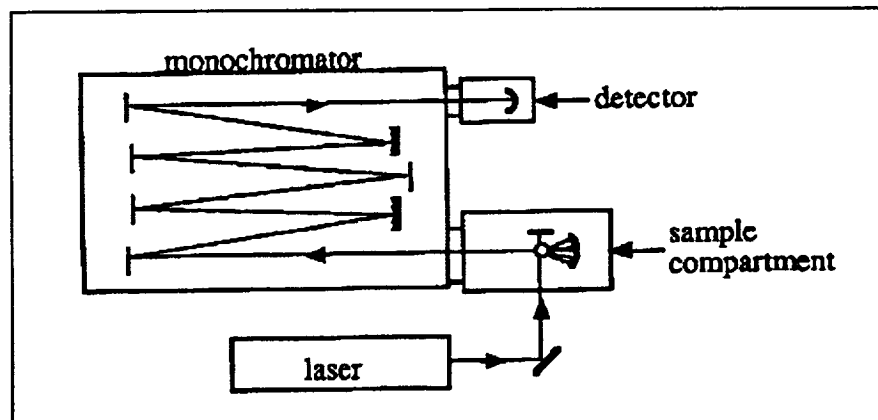 monochromator
detector
sample
compartment
laser